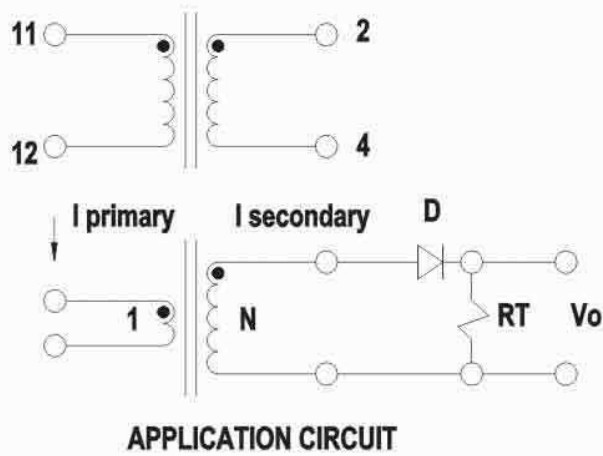 11 2
12 4
I primary I secondary D
1 N RT Vo
APPLICATION CIRCUIT